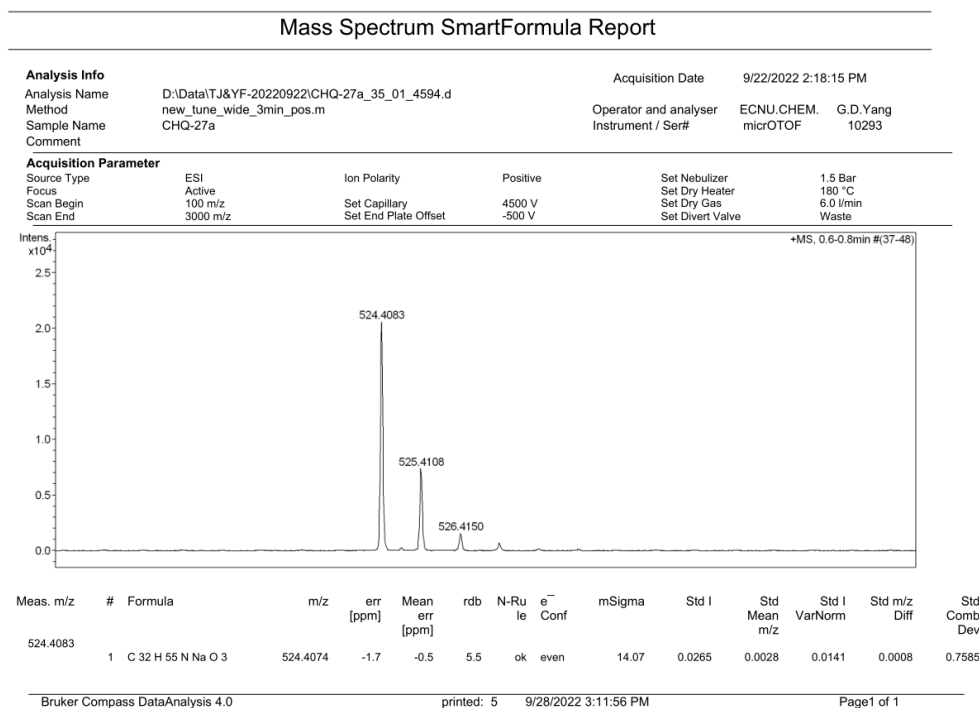 Mass Spectrum SmartFormula Report
Analysis Info
Acquisition Date 9/22/2022 2:18:15 PM
Analysis Name D:\Data\TJ&YF-20220922\CHQ-27a_35_01_4594.d
Method new_tune_wide_3min_pos.m Operator and analyser ECNU.CHEM. G.D.Yang
Sample Name CHQ-27a Instrument / Ser# micrOTOF 10293
Comment
Acquisition Parameter
Source Type ESI Ion Polarity Positive Set Nebulizer 1.5 Bar
Focus Active Set Dry Heater 180 °C
Scan Begin 100 m/z Set Capillary 4500 V Set Dry Gas 6.0 l/min
Scan End 3000 m/z Set End Plate Offset -500 V Set Divert Valve Waste
Intens.
x10^4
+MS, 0.6-0.8min #(37-48)
2.5
524.4083
2.0
1.5
1.0
525.4108
0.5
526.4150
0.0
Meas. m/z # Formula m/z err Mean rdb N-Ru e¯ mSigma Std I Std Std I Std m/z Std
[ppm] err le Conf Mean VarNorm Diff Comb
[ppm] m/z Dev
524.4083
1 C 32 H 55 N Na O 3 524.4074 -1.7 -0.5 5.5 ok even 14.07 0.0265 0.0028 0.0141 0.0008 0.7585
Bruker Compass DataAnalysis 4.0 printed: 5 9/28/2022 3:11:56 PM Page1 of 1